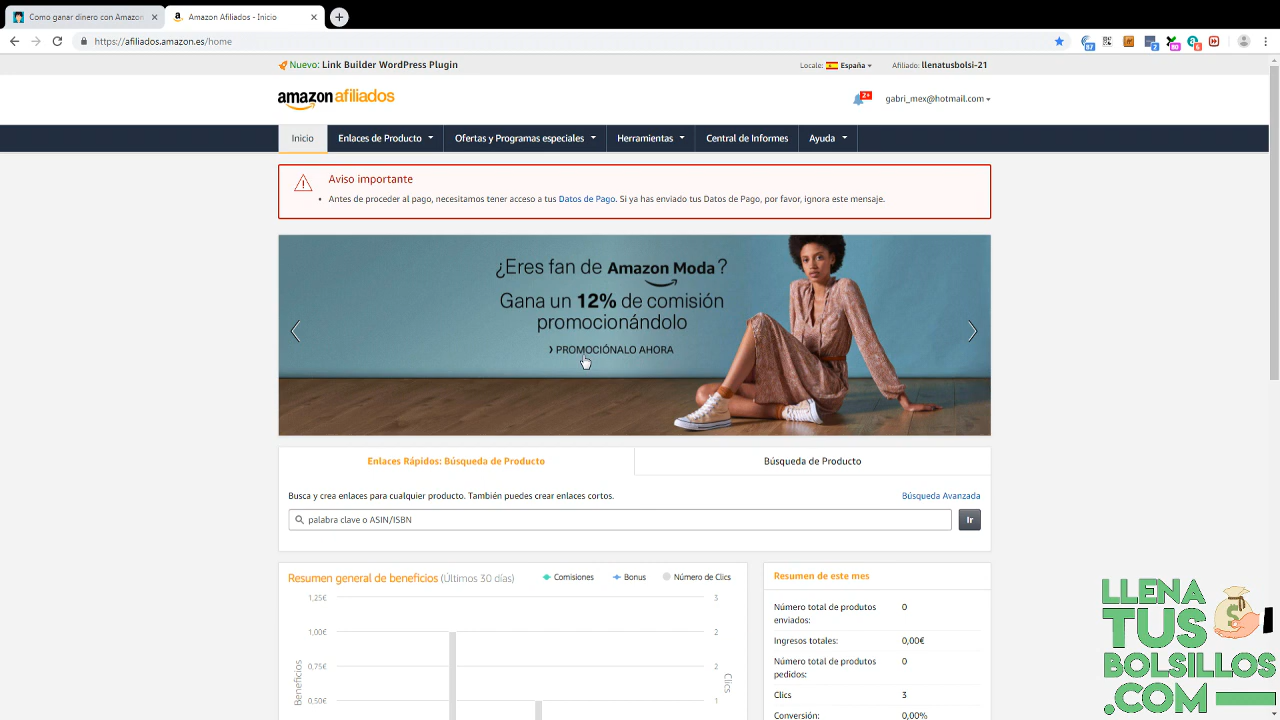 Como ganar dinero con Amazon
Amazon Afiliados - Inicio
https://afiliados.amazon.es/home
Nuevo: Link Builder WordPress Plugin
Locale: España
Afiliado: llenatusbolsi-21
amazon afiliados
2+
gabri_mex@hotmail.com
Inicio
Enlaces de Producto
Ofertas y Programas especiales
Herramientas
Central de Informes
Ayuda
Aviso importante
Antes de proceder al pago, necesitamos tener acceso a tus Datos de Pago. Si ya has enviado tus Datos de Pago, por favor, ignora este mensaje.
¿Eres fan de Amazon Moda?
Gana un 12% de comisión
promocionándolo
› PROMOCIÓNALO AHORA
Enlaces Rápidos: Búsqueda de Producto
Búsqueda de Producto
Busca y crea enlaces para cualquier producto. También puedes crear enlaces cortos.
Búsqueda Avanzada
palabra clave o ASIN/ISBN
Ir
Resumen general de beneficios (Últimos 30 días)
Comisiones
Bonus
Número de Clics
1,25€
3
1,00€
2
0,75€
2
0,50€
1
Beneficios
Clics
Resumen de este mes
Número total de produtos
enviados:
0
Ingresos totales:
0,00€
Número total de produtos
pedidos:
0
Clics
3
Conversión:
0,00%
LLENA
TUS
BOLSILLOS
.COM